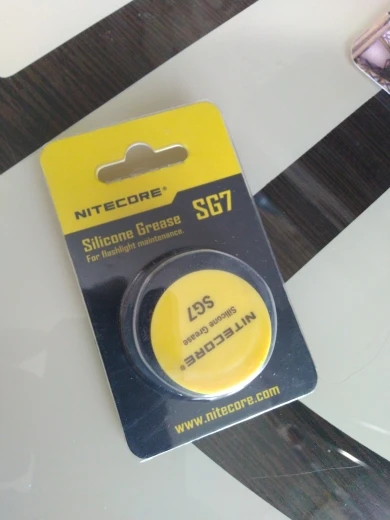 NITECORE®
SG7
Silicone Grease
For flashlight maintenance.
NITECORE®
Silicone Grease
SG7
www.nitecore.com